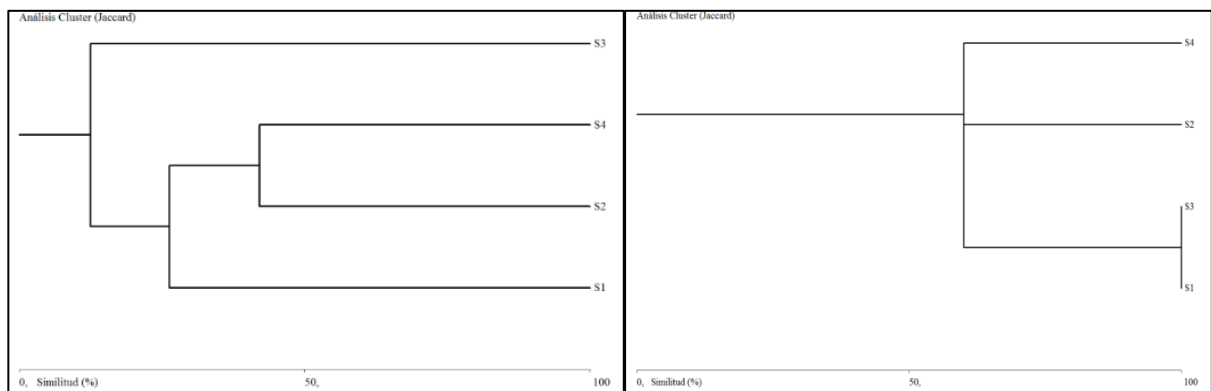 Análisis Cluster (Jaccard)
S3
S4
S2
S1
0, Similitud (%) 50, 100
Análisis Cluster (Jaccard)
S4
S2
S3
S1
0, Similitud (%) 50, 100